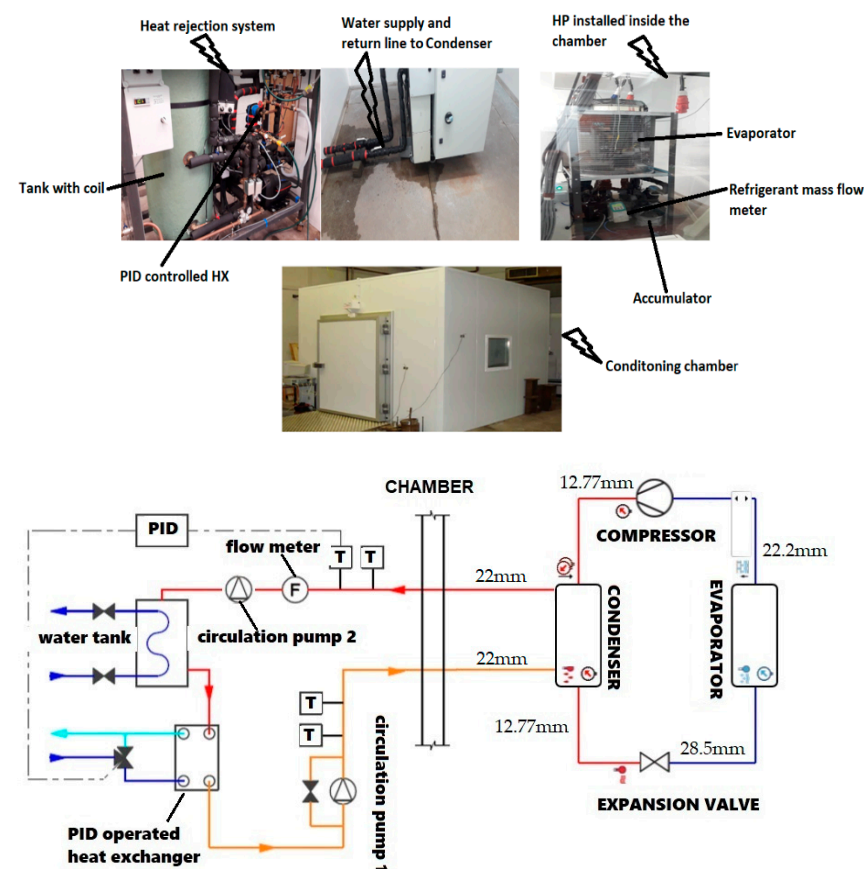 Heat rejection system
Water supply and
return line to Condenser
HP installed inside the
chamber
Evaporator
Tank with coil
Refrigerant mass flow
meter
PID controlled HX
Accumulator
Conditoning chamber
CHAMBER
12.77mm
PID
COMPRESSOR
flow meter
T
T
22mm
22.2mm
F
CONDENSER
EVAPORATOR
water tank
circulation pump 2
22mm
T
T
12.77mm
circulation pump 1
28.5mm
EXPANSION VALVE
PID operated
heat exchanger